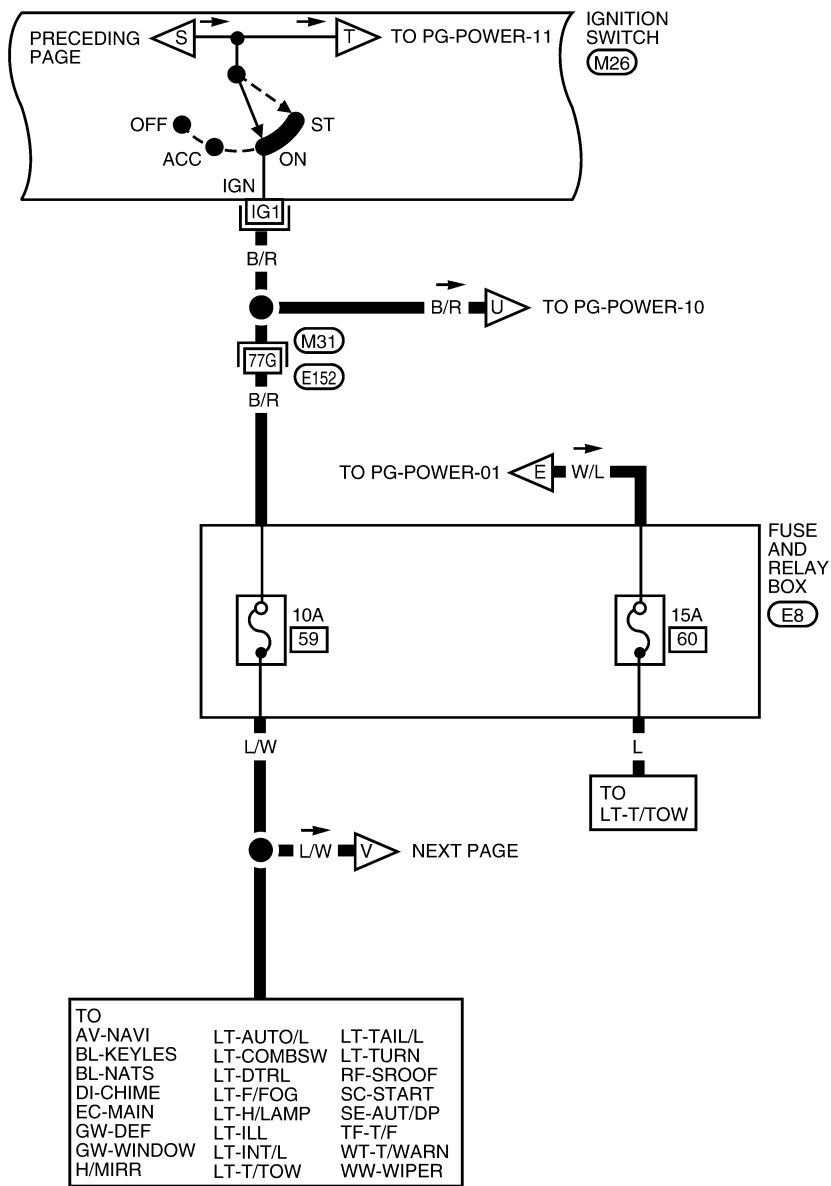 PRECEDING
PAGE
S
T
TO PG-POWER-11
IGNITION
SWITCH
M26
OFF
ACC
ST
ON
IGN
IG1
B/R
B/R
U
TO PG-POWER-10
M31
77G
E152
B/R
TO PG-POWER-01
E
W/L
FUSE
AND
RELAY
BOX
E8
10A
59
15A
60
L/W
L
TO
LT-T/TOW
L/W
V
NEXT PAGE
TO
AV-NAVI
BL-KEYLES
BL-NATS
DI-CHIME
EC-MAIN
GW-DEF
GW-WINDOW
H/MIRR
LT-AUTO/L
LT-COMBSW
LT-DTRL
LT-F/FOG
LT-H/LAMP
LT-ILL
LT-INT/L
LT-T/TOW
LT-TAIL/L
LT-TURN
RF-SROOF
SC-START
SE-AUT/DP
TF-T/F
WT-T/WARN
WW-WIPER